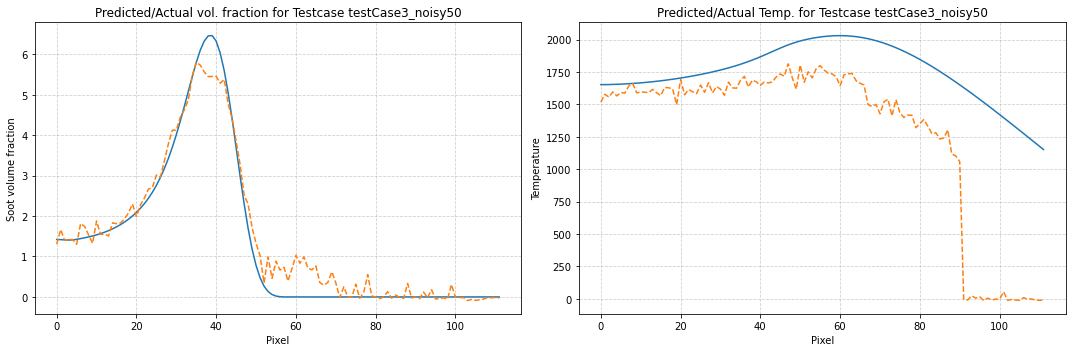 Predicted/Actual vol. fraction for Testcase testCase3_noisy50
Soot volume fraction
6
5
4
3
2
1
0
0 20 40 60 80 100
Pixel
Predicted/Actual Temp. for Testcase testCase3_noisy50
Temperature
2000
1750
1500
1250
1000
750
500
250
0
0 20 40 60 80 100
Pixel